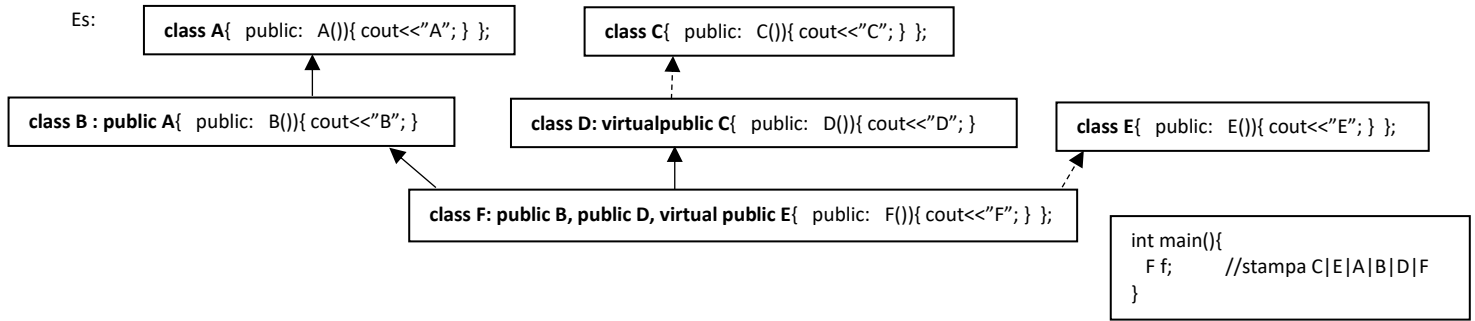 Es:
class A{ public: A()){ cout<<”A”; } };
class C{ public: C()){ cout<<”C”; } };
class B : public A{ public: B()){ cout<<”B”; }
class D: virtualpublic C{ public: D()){ cout<<”D”; }
class E{ public: E()){ cout<<”E”; } };
class F: public B, public D, virtual public E{ public: F()){ cout<<”F”; } };
int main(){
F f; //stampa C|E|A|B|D|F
}